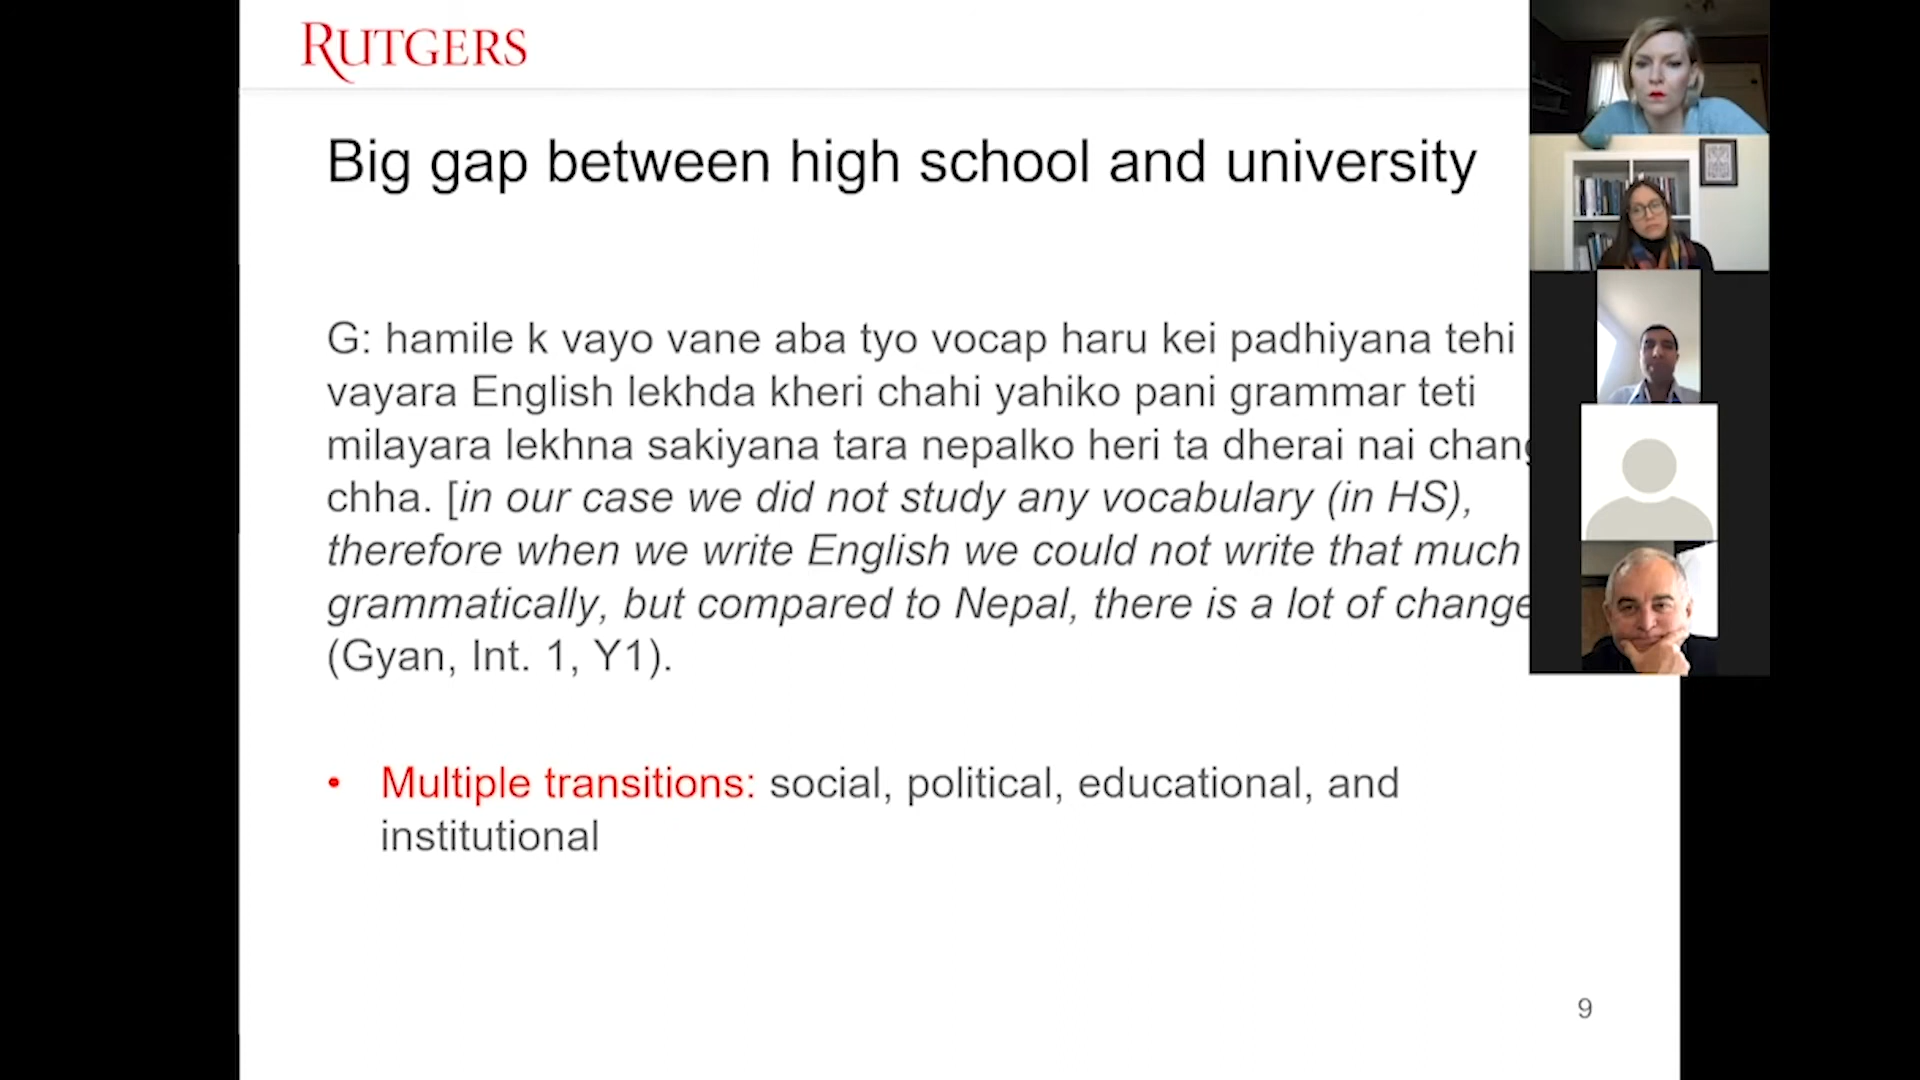 RUTGERS
Big gap between high school and university
G: hamile k vayo vane aba tyo vocap haru kei padhiyana tehi
vayara English lekhda kheri chahi yahiko pani grammar teti
milayara lekhna sakiyana tara nepalko heri ta dherai nai
chha. [in our case we did not study any vocabulary (in HS),
therefore when we write English we could not write that much
grammatically, but compared to Nepal, there is a lot of change
(Gyan, Int. 1, Y1).
• Multiple transitions: social, political, educational, and
institutional
9